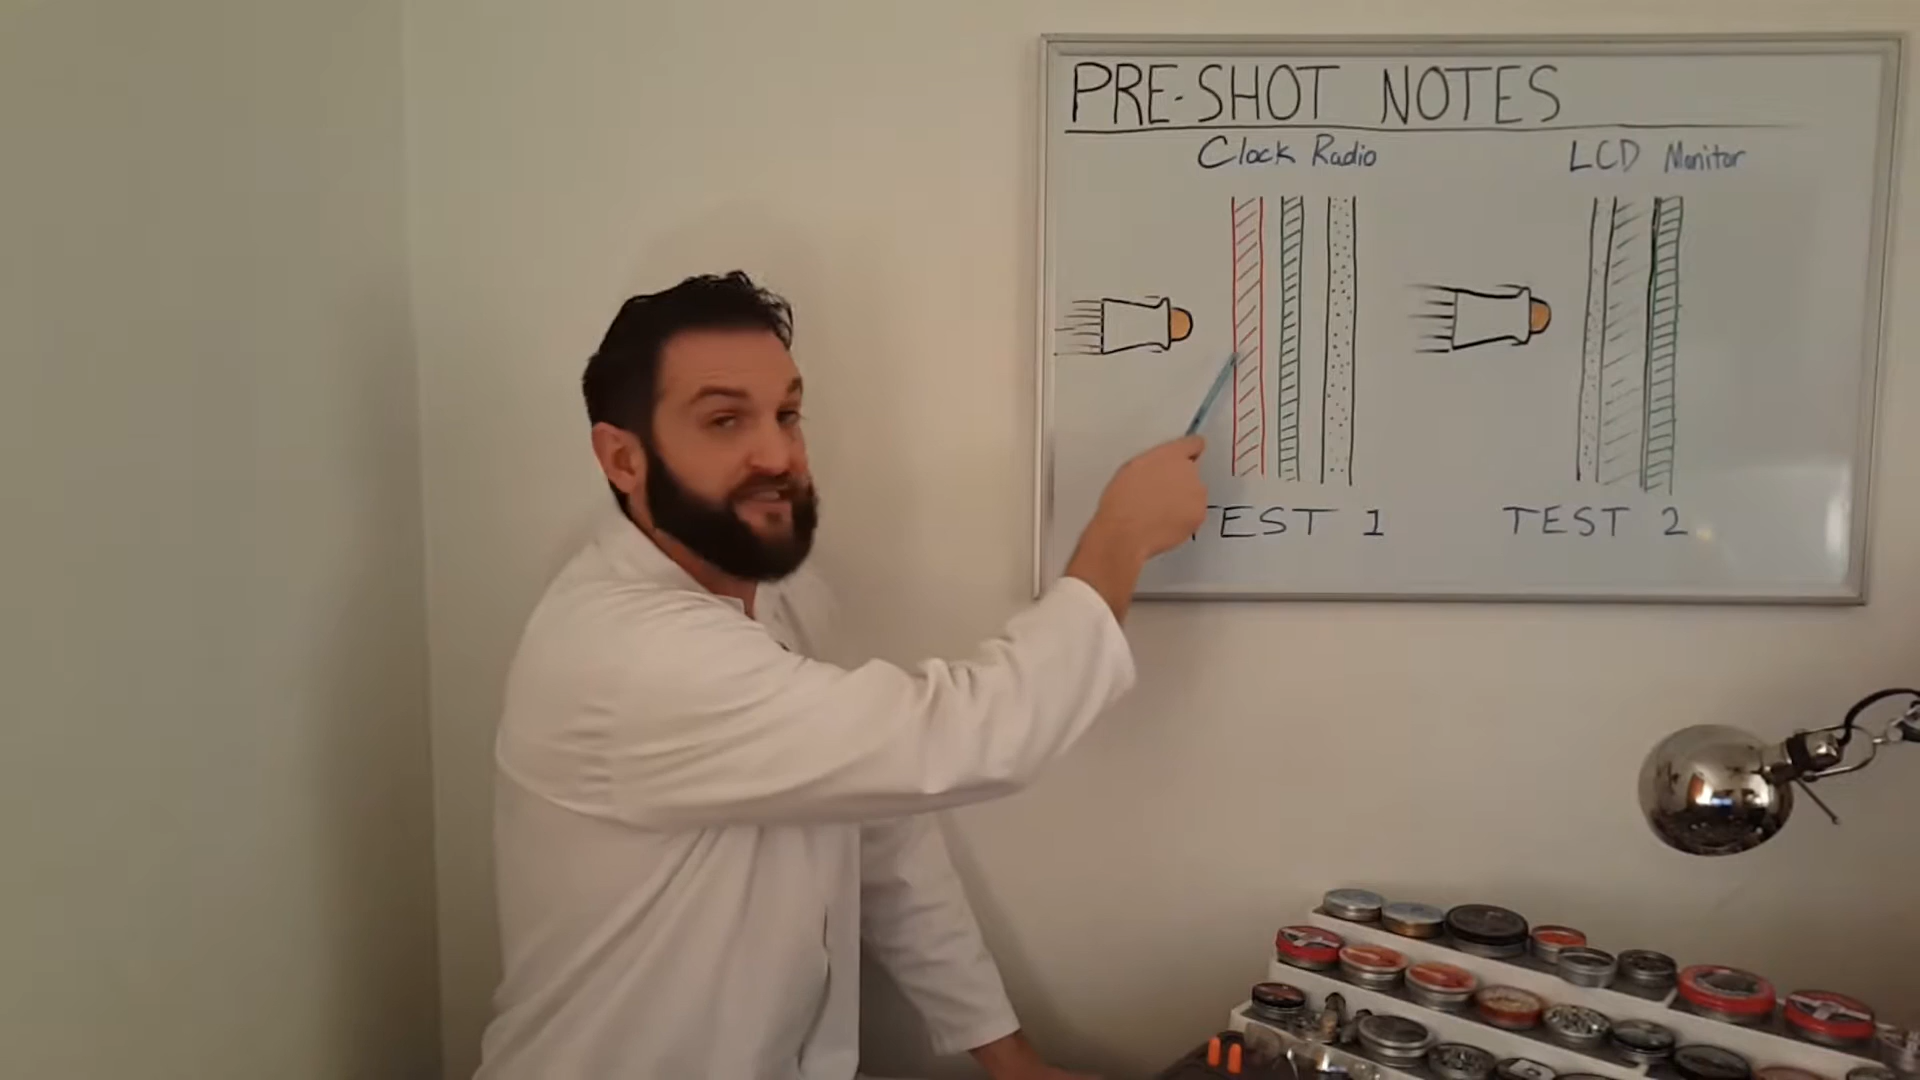 PRE-SHOT NOTES
Clock Radio
LCD Monitor
TEST 1
TEST 2